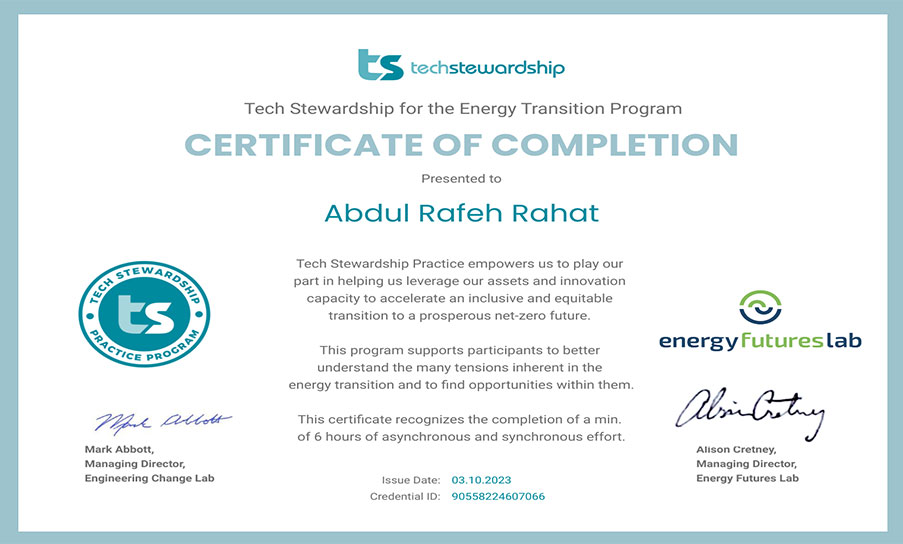 ts techstewardship
Tech Stewardship for the Energy Transition Program
CERTIFICATE OF COMPLETION
Presented to
Abdul Rafeh Rahat
Tech Stewardship Practice empowers us to play our
part in helping us leverage our assets and innovation
capacity to accelerate an inclusive and equitable
transition to a prosperous net-zero future.
This program supports participants to better
understand the many tensions inherent in the
energy transition and to find opportunities within them.
This certificate recognizes the completion of a min.
of 6 hours of asynchronous and synchronous effort.
TECH STEWARDSHIP
ts
PRACTICE PROGRAM
energyfutureslab
Mark Abbott
Mark Abbott,
Managing Director,
Engineering Change Lab
Alison Cretney
Alison Cretney,
Managing Director,
Energy Futures Lab
Issue Date: 03.10.2023
Credential ID: 90558224607066